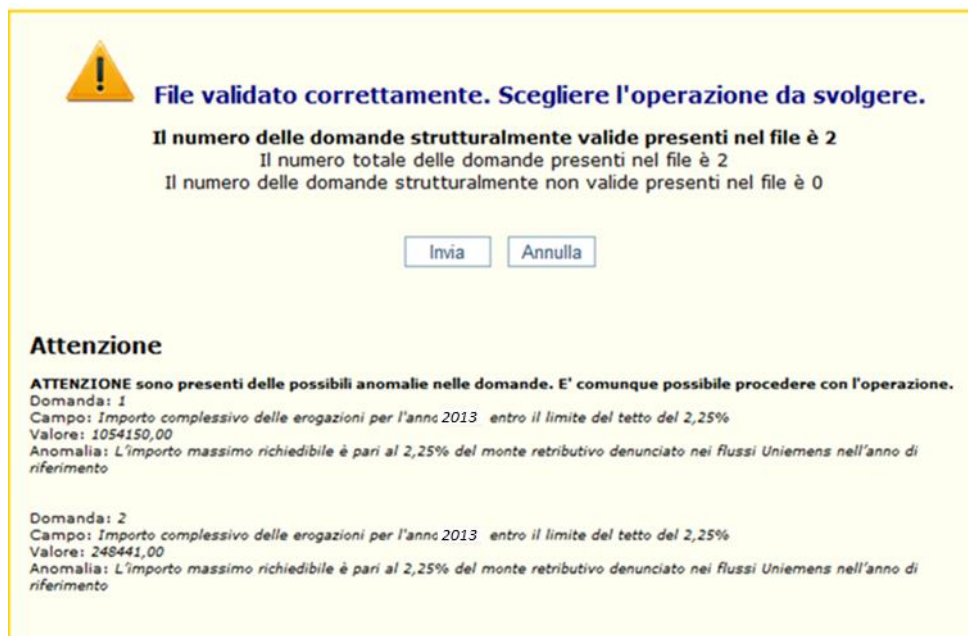 File validato correttamente. Scegliere l'operazione da svolgere.
Il numero delle domande strutturalmente valide presenti nel file è 2
Il numero totale delle domande presenti nel file è 2
Il numero delle domande strutturalmente non valide presenti nel file è 0
Invia Annulla
Attenzione
ATTENZIONE sono presenti delle possibili anomalie nelle domande. E' comunque possibile procedere con l'operazione.
Domanda: 1
Campo: Importo complessivo delle erogazioni per l'anno 2013 entro il limite del tetto del 2,25%
Valore: 1054150,00
Anomalia: L'importo massimo richiedibile è pari al 2,25% del monte retributivo denunciato nei flussi Uniemens nell'anno di
riferimento
Domanda: 2
Campo: Importo complessivo delle erogazioni per l'anno 2013 entro il limite del tetto del 2,25%
Valore: 248441,00
Anomalia: L'importo massimo richiedibile è pari al 2,25% del monte retributivo denunciato nei flussi Uniemens nell'anno di
riferimento